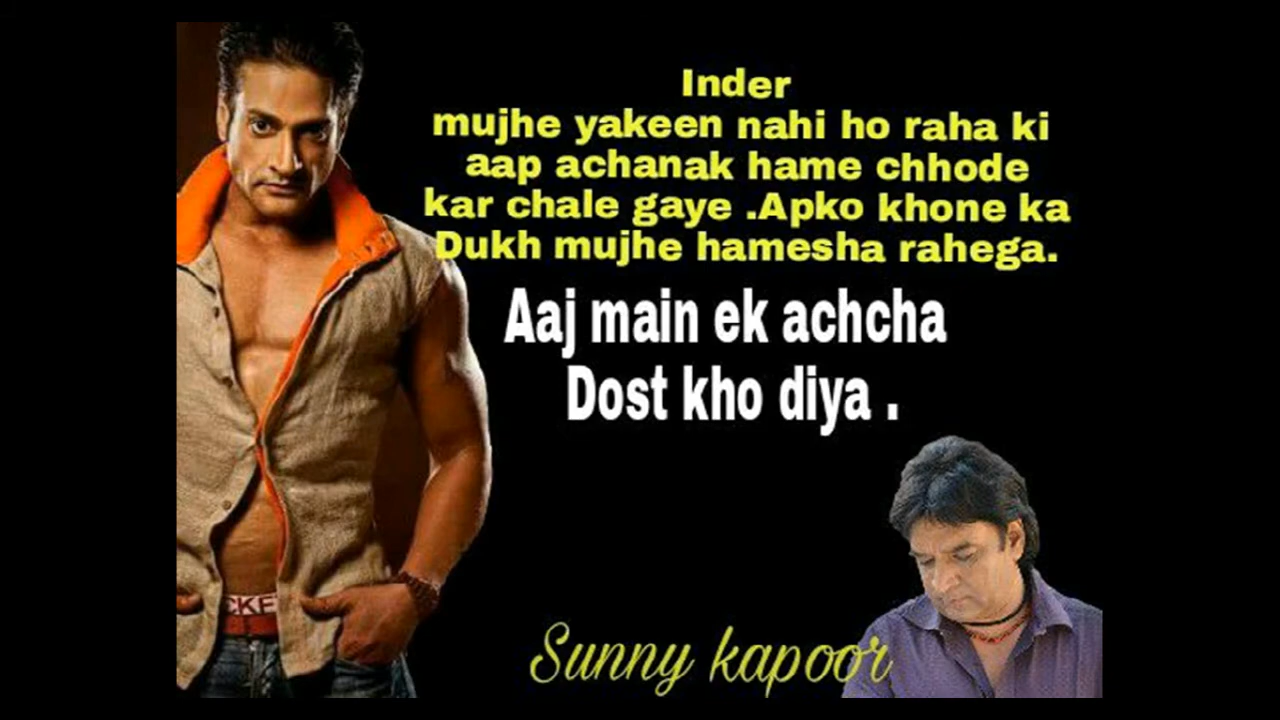 Inder
mujhe yakeen nahi ho raha ki
aap achanak hame chhode
kar chale gaye .Apko khone ka
Dukh mujhe hamesha rahega.
Aaj main ek achcha
Dost kho diya .
CKE
Sunny kapoor